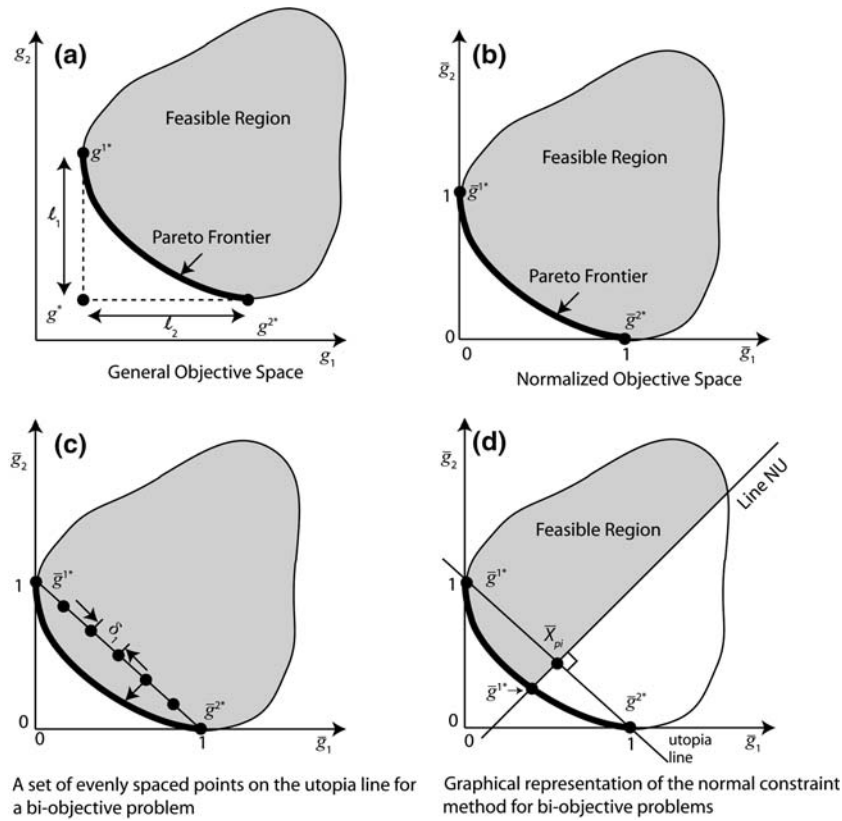 (a)
g₂
Feasible Region
g¹*
ℓ₁
Pareto Frontier
g*
ℓ₂
g²*
g₁
General Objective Space
(b)
ḡ₂
Feasible Region
1
ḡ¹*
Pareto Frontier
ḡ²*
0
0
1
ḡ₁
Normalized Objective Space
(c)
ḡ₂
1
ḡ¹*
δ₁
ḡ²*
0
0
1
ḡ₁
A set of evenly spaced points on the utopia line for
a bi-objective problem
(d)
ḡ₂
Line NU
Feasible Region
1
ḡ¹*
X̄ₚᵢ
ḡ¹*→
ḡ²*
0
0
1
utopia
line
ḡ₁
Graphical representation of the normal constraint
method for bi-objective problems